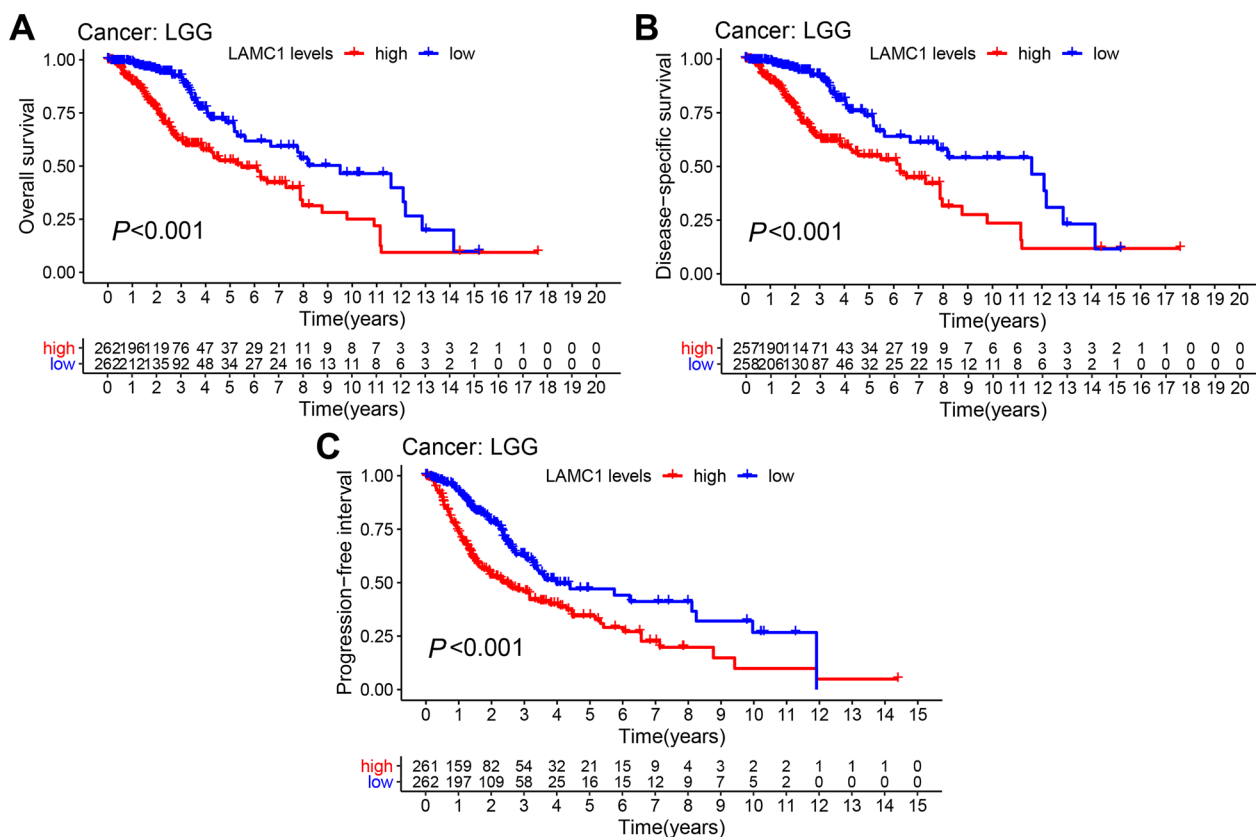 A
Cancer: LGG
LAMC1 levels high low
Overall survival
1.00
0.75
0.50
0.25
0.00
P<0.001
0 1 2 3 4 5 6 7 8 9 10 11 12 13 14 15 16 17 18 19 20
Time(years)
high 262 196 119 76 47 37 29 21 11 9 8 7 3 3 3 2 1 1 0 0 0
low 262 212 135 92 48 34 27 24 16 13 11 8 6 3 2 1 0 0 0 0 0
0 1 2 3 4 5 6 7 8 9 10 11 12 13 14 15 16 17 18 19 20
Time(years)
B
Cancer: LGG
LAMC1 levels high low
Disease−specific survival
1.00
0.75
0.50
0.25
0.00
P<0.001
0 1 2 3 4 5 6 7 8 9 10 11 12 13 14 15 16 17 18 19 20
Time(years)
high 257 190 114 71 43 34 27 19 9 7 6 6 3 3 3 2 1 1 0 0 0
low 258 206 130 87 46 32 25 22 15 12 11 8 6 3 2 1 0 0 0 0 0
0 1 2 3 4 5 6 7 8 9 10 11 12 13 14 15 16 17 18 19 20
Time(years)
C
Cancer: LGG
LAMC1 levels high low
Progression−free interval
1.00
0.75
0.50
0.25
0.00
P<0.001
0 1 2 3 4 5 6 7 8 9 10 11 12 13 14 15
Time(years)
high 261 159 82 54 32 21 15 9 4 3 2 2 1 1 1 0
low 262 197 109 58 25 16 15 12 9 7 5 2 0 0 0 0
0 1 2 3 4 5 6 7 8 9 10 11 12 13 14 15
Time(years)